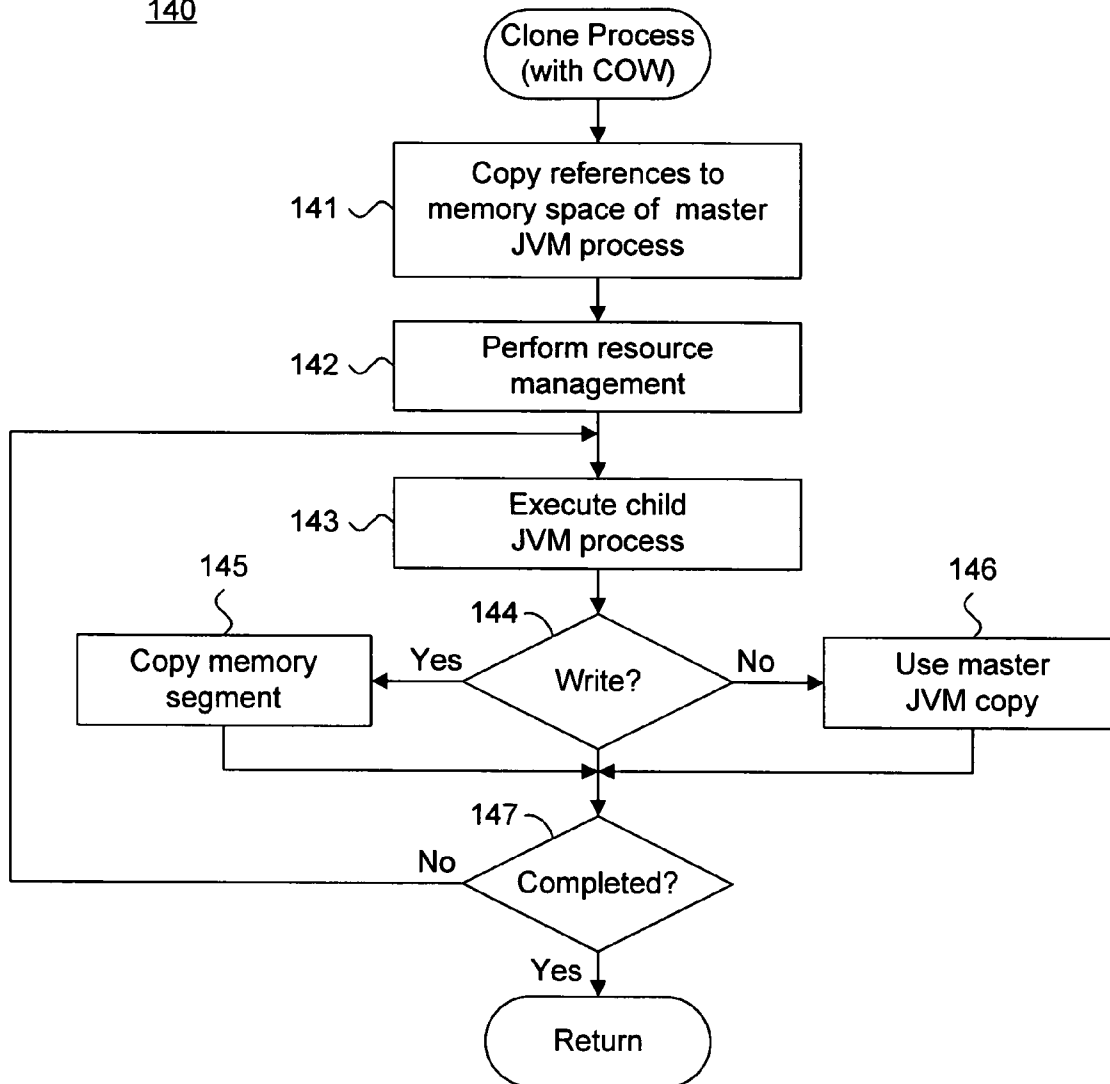 140
Clone Process
(with COW)
141
Copy references to
memory space of master
JVM process
142
Perform resource
management
143
Execute child
JVM process
145
144
146
Copy memory
segment
Yes
Write?
No
Use master
JVM copy
147
No
Completed?
Yes
Return